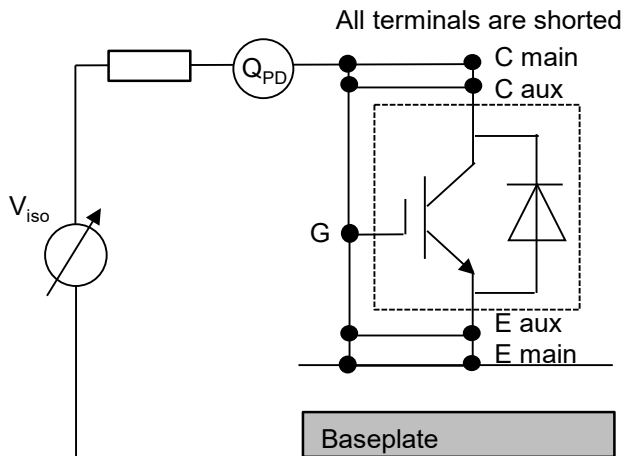 All terminals are shorted
C main
Q_PD
C aux
V_iso
G
E aux
E main
Baseplate